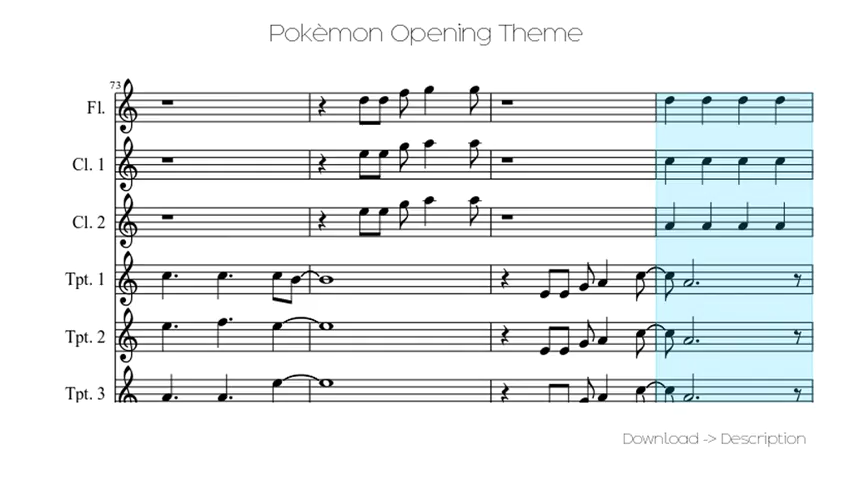 Pokèmon Opening Theme
73
Fl.
Cl. 1
Cl. 2
Tpt. 1
Tpt. 2
Tpt. 3
Download -> Description